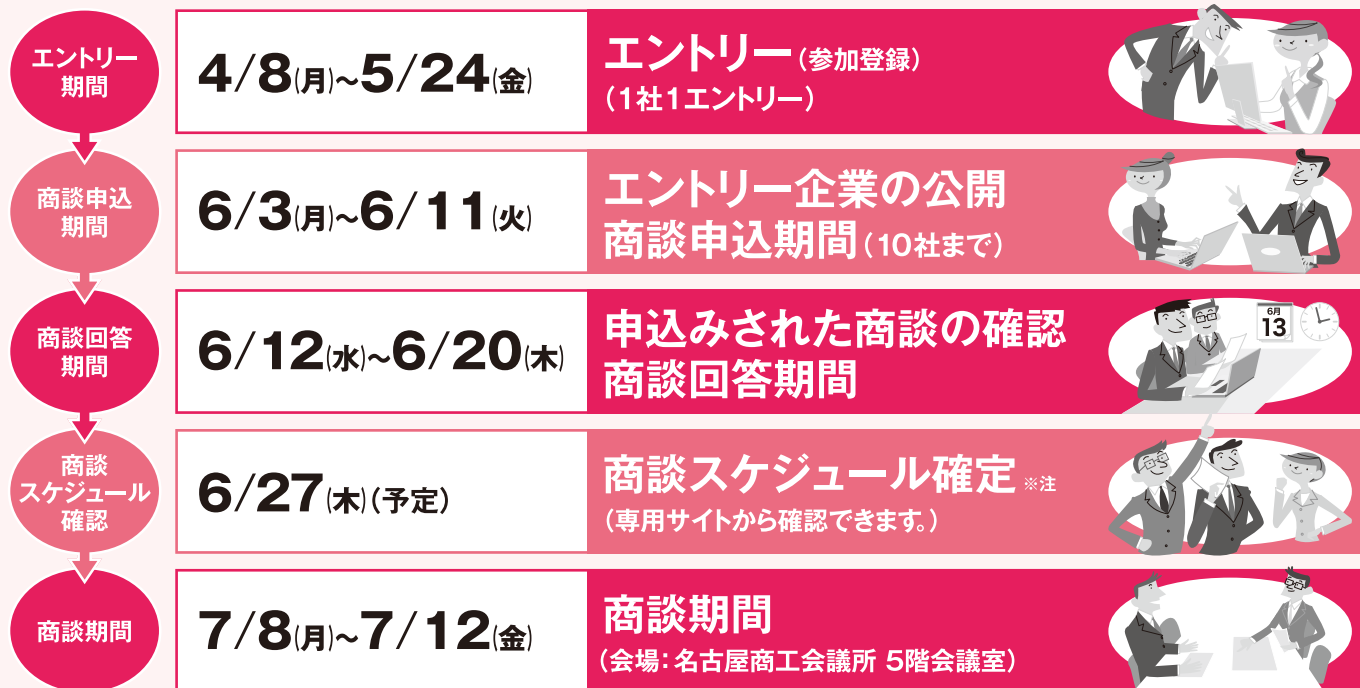 エントリー
期間
4/8(月)~5/24(金)
エントリー(参加登録)
(1社1エントリー)
商談申込
期間
6/3(月)~6/11(火)
エントリー企業の公開
商談申込期間(10社まで)
商談回答
期間
6/12(水)~6/20(木)
申込みされた商談の確認
商談回答期間
6月
13
商談
スケジュール
確認
6/27(木)(予定)
商談スケジュール確定 ※注
(専用サイトから確認できます。)
商談期間
7/8(月)~7/12(金)
商談期間
(会場:名古屋商工会議所 5階会議室)